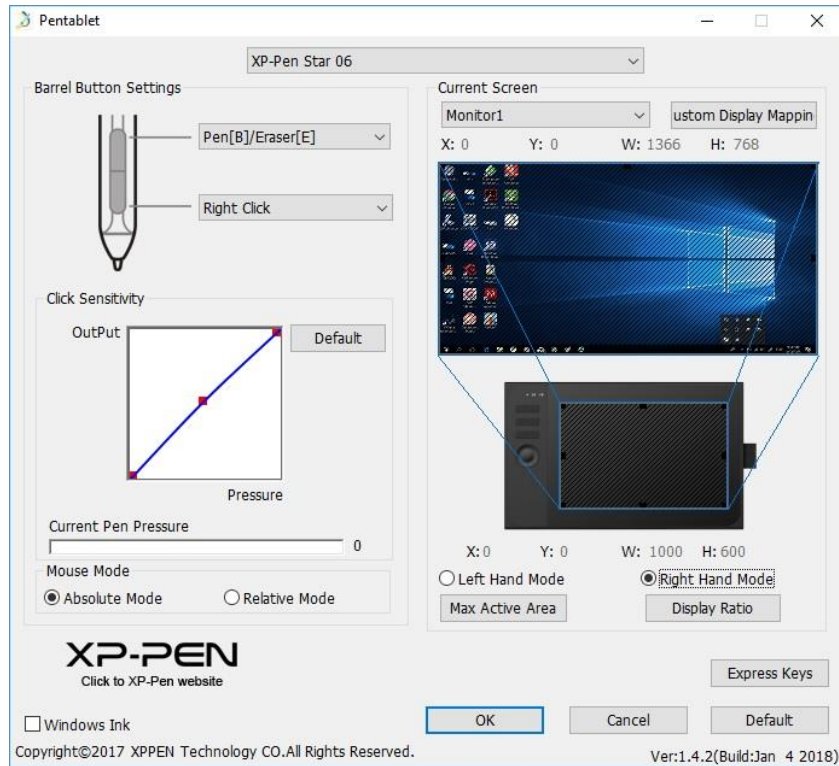 Pentablet
XP-Pen Star 06
Barrel Button Settings
Pen[B]/Eraser[E]
Right Click
Click Sensitivity
OutPut
Default
Pressure
Current Pen Pressure
0
Mouse Mode
Absolute Mode
Relative Mode
Current Screen
Monitor1
ustom Display Mappin
X: 0 Y: 0 W: 1366 H: 768
X: 0 Y: 0 W: 1000 H: 600
Left Hand Mode
Right Hand Mode
Max Active Area
Display Ratio
XP-PEN
Click to XP-Pen website
Express Keys
Windows Ink
OK
Cancel
Default
Copyright©2017 XPPEN Technology CO.All Rights Reserved.
Ver:1.4.2(Build:Jan 4 2018)